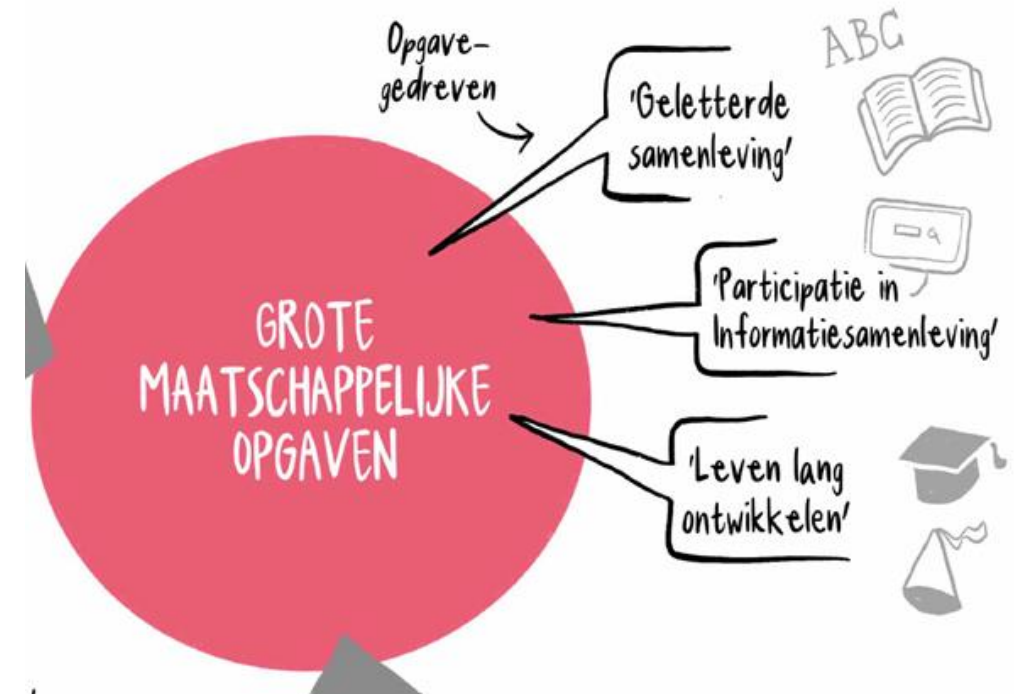 Opgave-
gedreven
'Geletterde
samenleving'
ABC
'Participatie in
Informatiesamenleving'
GROTE
MAATSCHAPPELIJKE
OPGAVEN
'Leven lang
ontwikkelen'